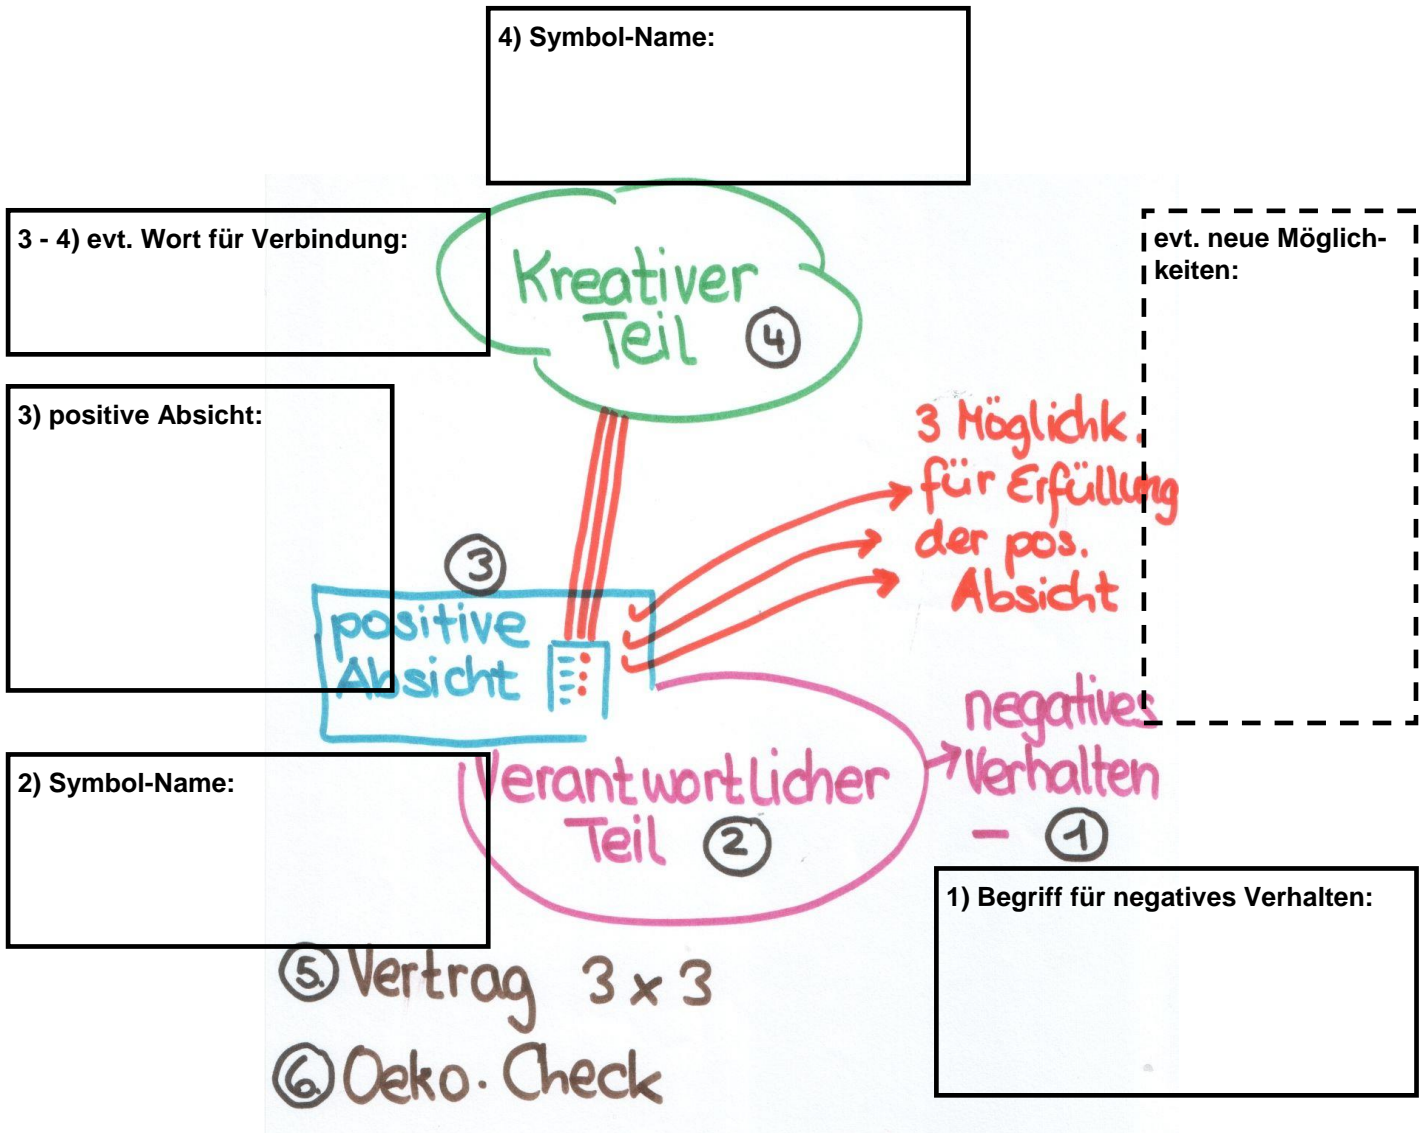 4) Symbol-Name:
3 - 4) evt. Wort für Verbindung:
evt. neue Möglich-
keiten:
Kreativer
Teil 4
3) positive Absicht:
3 Möglichk.
für Erfüllung
der pos.
Absicht
3
positive
Absicht
negatives
Verhalten
- 1
2) Symbol-Name:
Verantwortlicher
Teil 2
1) Begriff für negatives Verhalten:
5. Vertrag 3 x 3
6. Oeko. Check